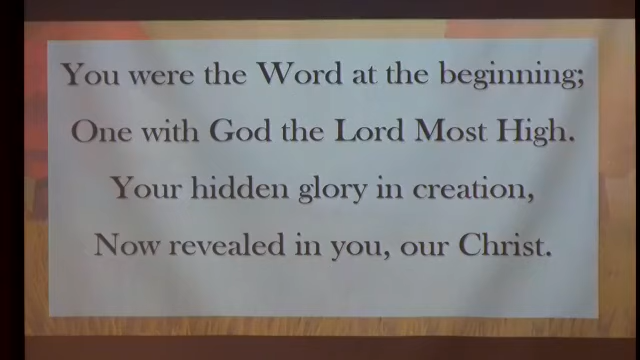 You were the Word at the beginning;
One with God the Lord Most High.
Your hidden glory in creation,
Now revealed in you, our Christ.